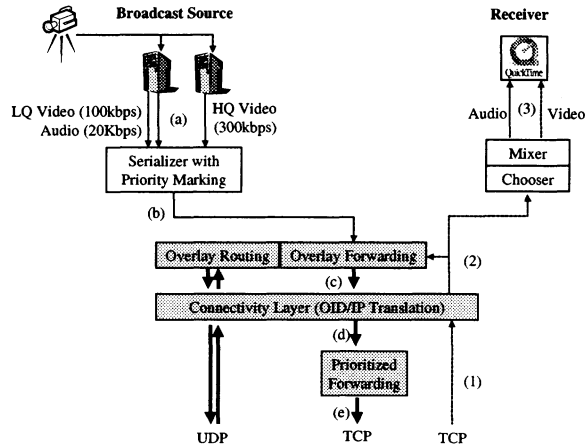 Broadcast Source
Receiver
QuickTime
LQ Video (100kbps)
Audio (20Kbps)
(a)
HQ Video
(300kbps)
Audio
(3)
Video
Serializer with
Priority Marking
Mixer
Chooser
(b)
Overlay Routing
Overlay Forwarding
(2)
(c)
Connectivity Layer (OID/IP Translation)
(d)
Prioritized
Forwarding
(1)
(e)
UDP
TCP
TCP